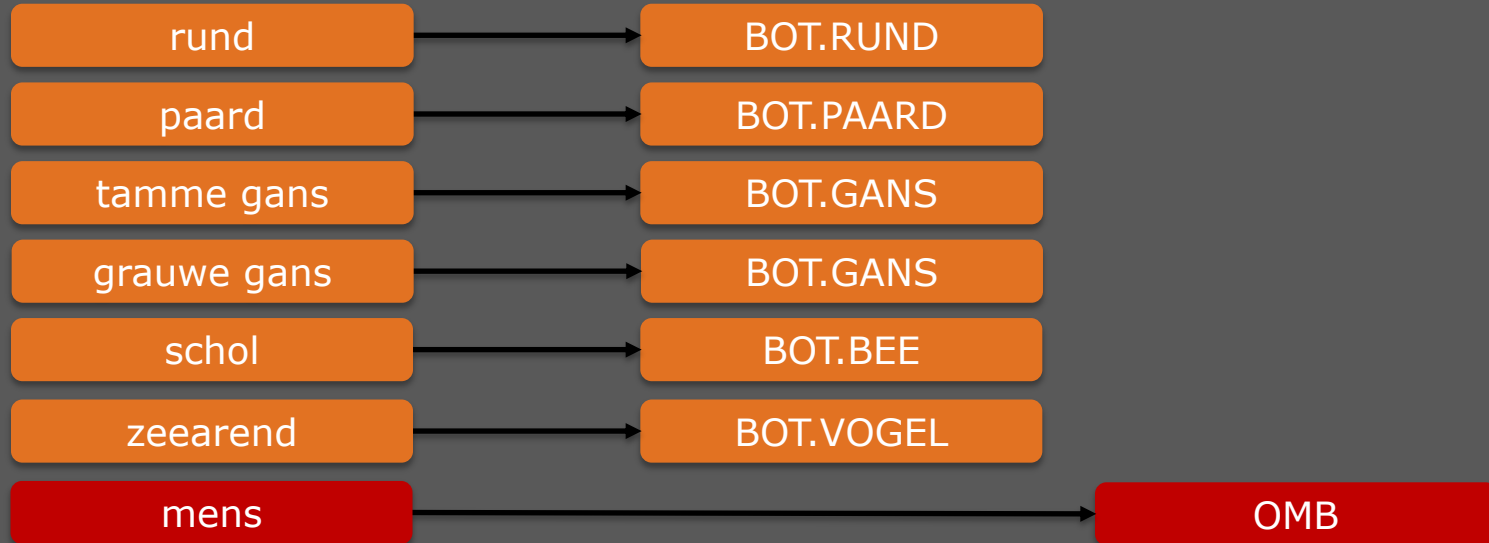 rund BOT.RUND
paard BOT.PAARD
tamme gans BOT.GANS
grauwe gans BOT.GANS
schol BOT.BEE
zeearend BOT.VOGEL
mens OMB